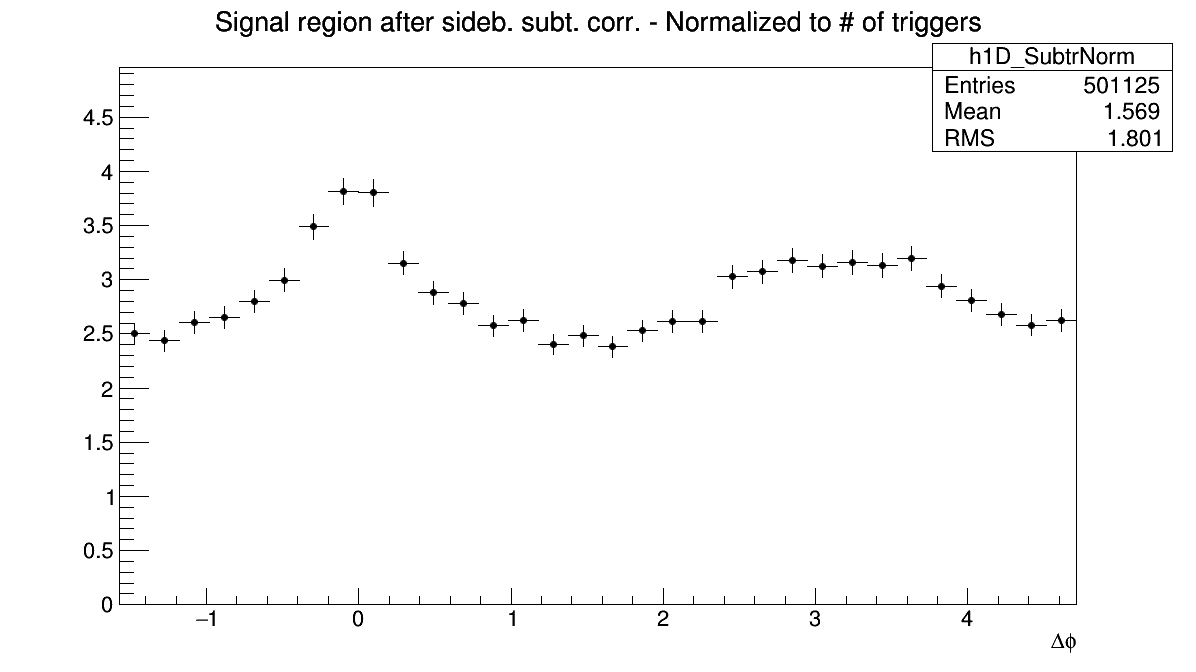 Signal region after sideb. subt. corr. - Normalized to # of triggers
h1D_SubtrNorm
Entries 501125
Mean 1.569
RMS 1.801
4.5
4
3.5
3
2.5
2
1.5
1
0.5
0
−1 0 1 2 3 4
Δϕ